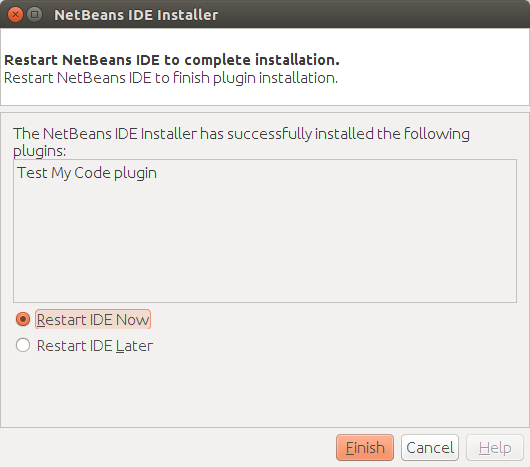 NetBeans IDE Installer
Restart NetBeans IDE to complete installation.
Restart NetBeans IDE to finish plugin installation.
The NetBeans IDE Installer has successfully installed the following
plugins:
Test My Code plugin
Restart IDE Now
Restart IDE Later
Finish Cancel Help